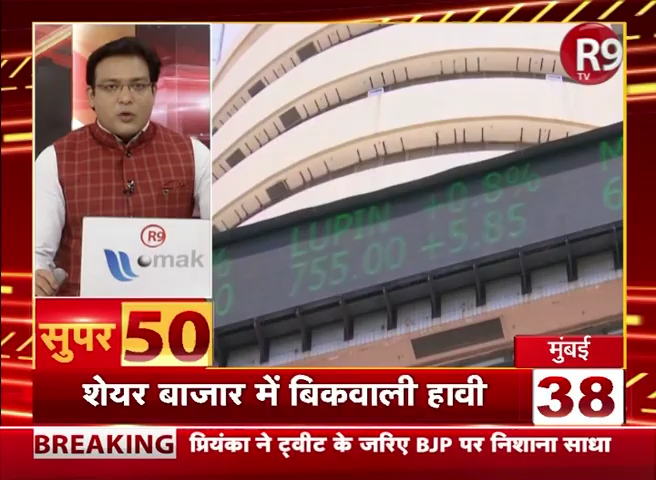 R9
TV
LUPIN +0.8%
755.00 +5.85
R9
omak
सुपर 50
मुंबई
शेयर बाजार में बिकवाली हावी
38
BREAKING प्रियंका ने ट्वीट के जरिए BJP पर निशाना साधा